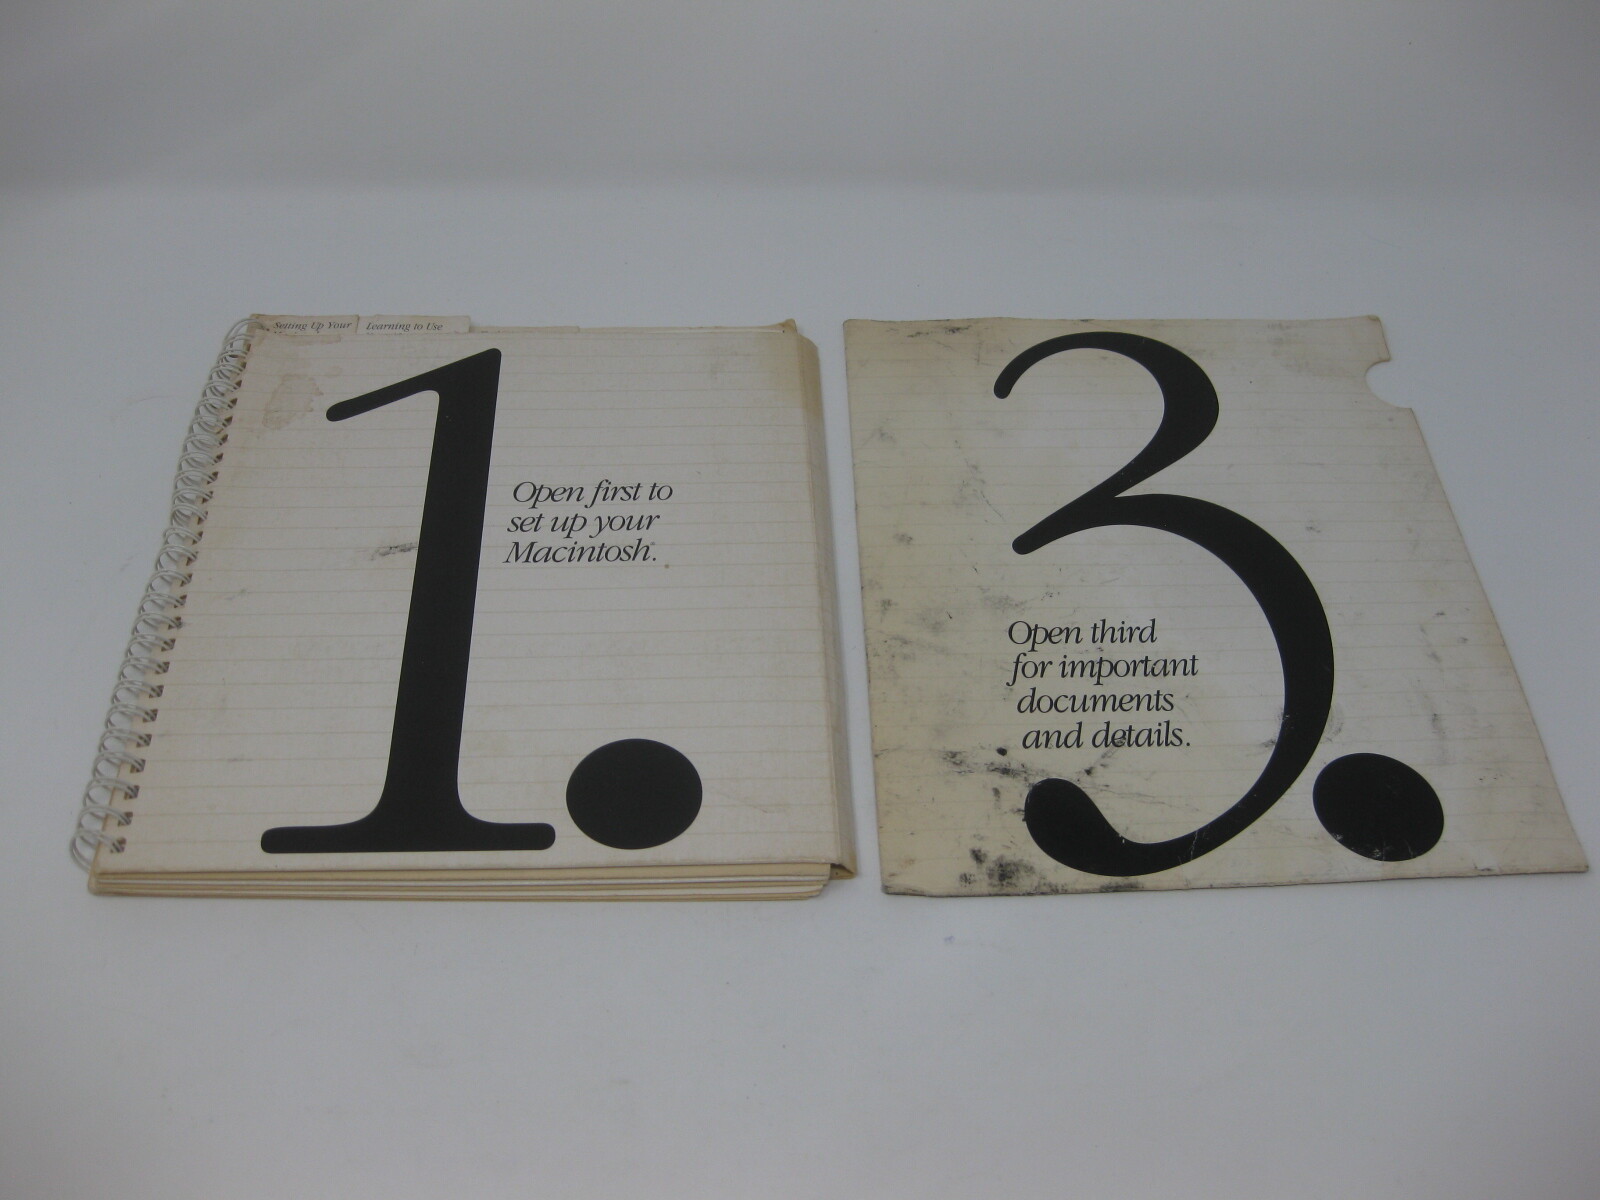 Setting Up Your
Learning to Use
1.
Open first to
set up your
Macintosh.
3.
Open third
for important
documents
and details.